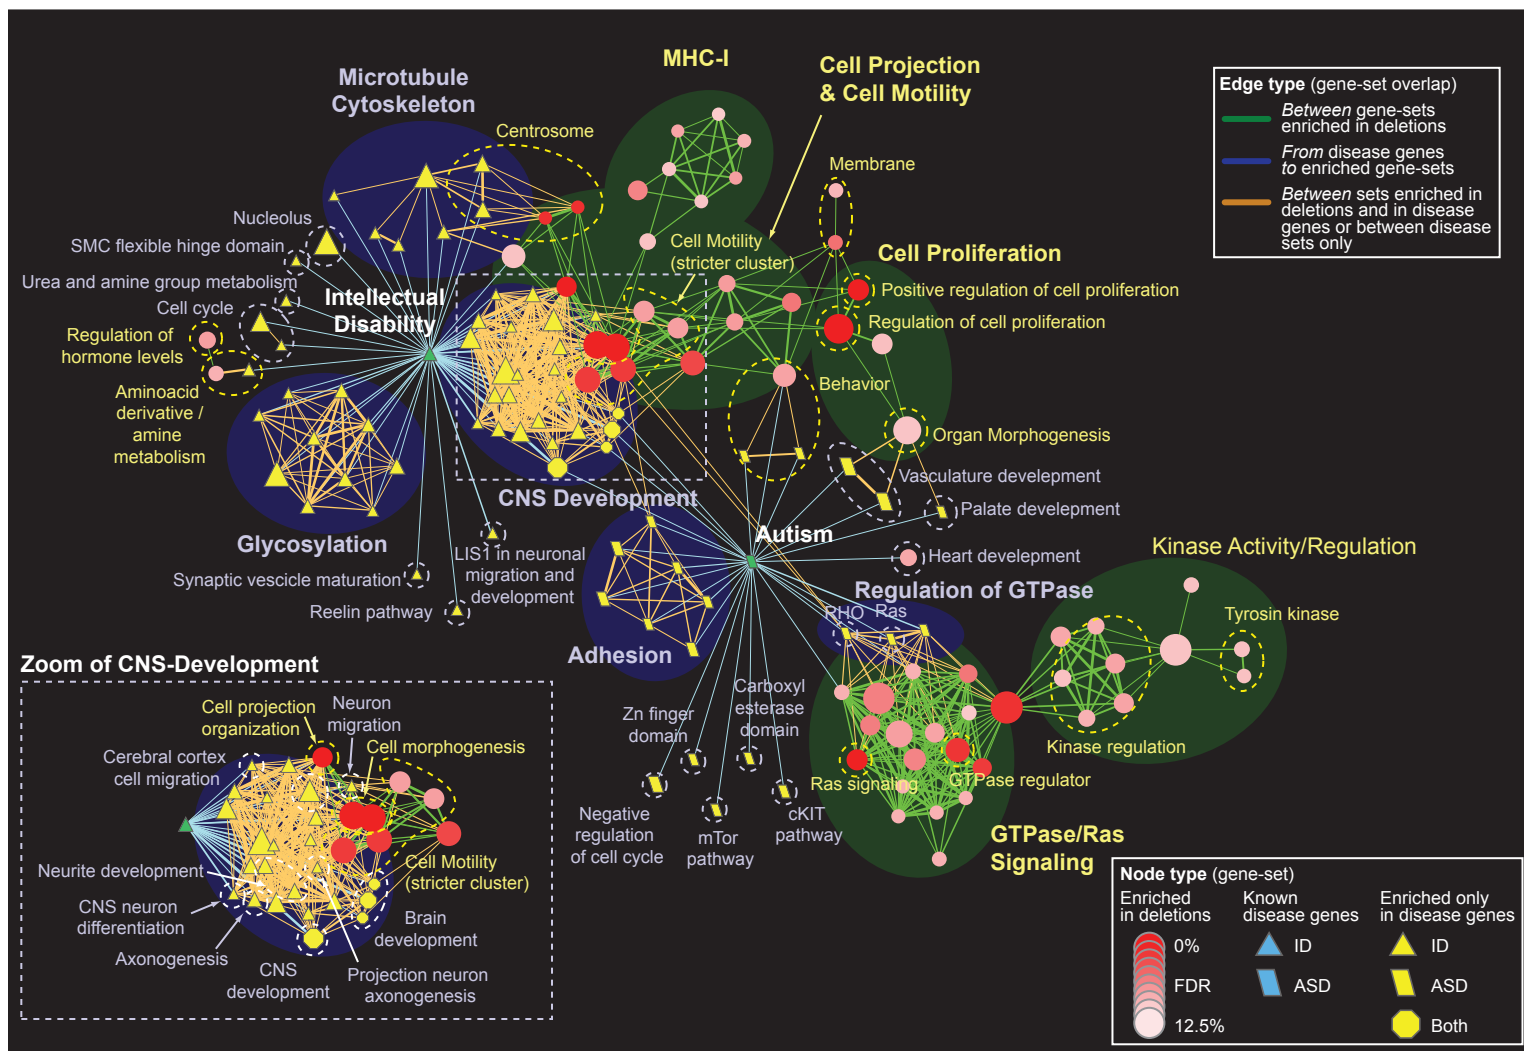 MHC-I
Cell Projection
& Cell Motility
Microtubule
Cytoskeleton
Centrosome
Membrane
Edge type (gene-set overlap)
Between gene-sets
enriched in deletions
From disease genes
to enriched gene-sets
Between sets enriched in
deletions and in disease
genes or between disease
sets only
Nucleolus
SMC flexible hinge domain
Urea and amine group metabolism
Cell cycle
Regulation of
hormone levels
Aminoacid
derivative /
amine
metabolism
Intellectual
Disability
Cell Motility
(stricter cluster)
Cell Proliferation
Positive regulation of cell proliferation
Regulation of cell proliferation
Behavior
Organ Morphogenesis
Vasculature develepment
Palate develepment
Heart develepment
CNS Development
Glycosylation
Synaptic vesicle maturation
Reelin pathway
LIS1 in neuronal
migration and
development
Autism
Adhesion
Regulation of GTPase
RHO
Ras
Kinase Activity/Regulation
Tyrosin kinase
Kinase regulation
Ras signaling
GTPase regulator
GTPase/Ras
Signaling
Zn finger
domain
Carboxyl
esterase
domain
Negative
regulation
of cell cycle
mTor
pathway
cKIT
pathway
Zoom of CNS-Development
Cell projection
organization
Neuron
migration
Cell morphogenesis
Cerebral cortex
cell migration
Neurite development
CNS neuron
differentiation
Axonogenesis
CNS
development
Projection neuron
axonogenesis
Brain
development
Cell Motility
(stricter cluster)
Node type (gene-set)
Enriched
in deletions
Known
disease genes
Enriched only
in disease genes
0%
ID
ID
FDR
ASD
ASD
12.5%
Both